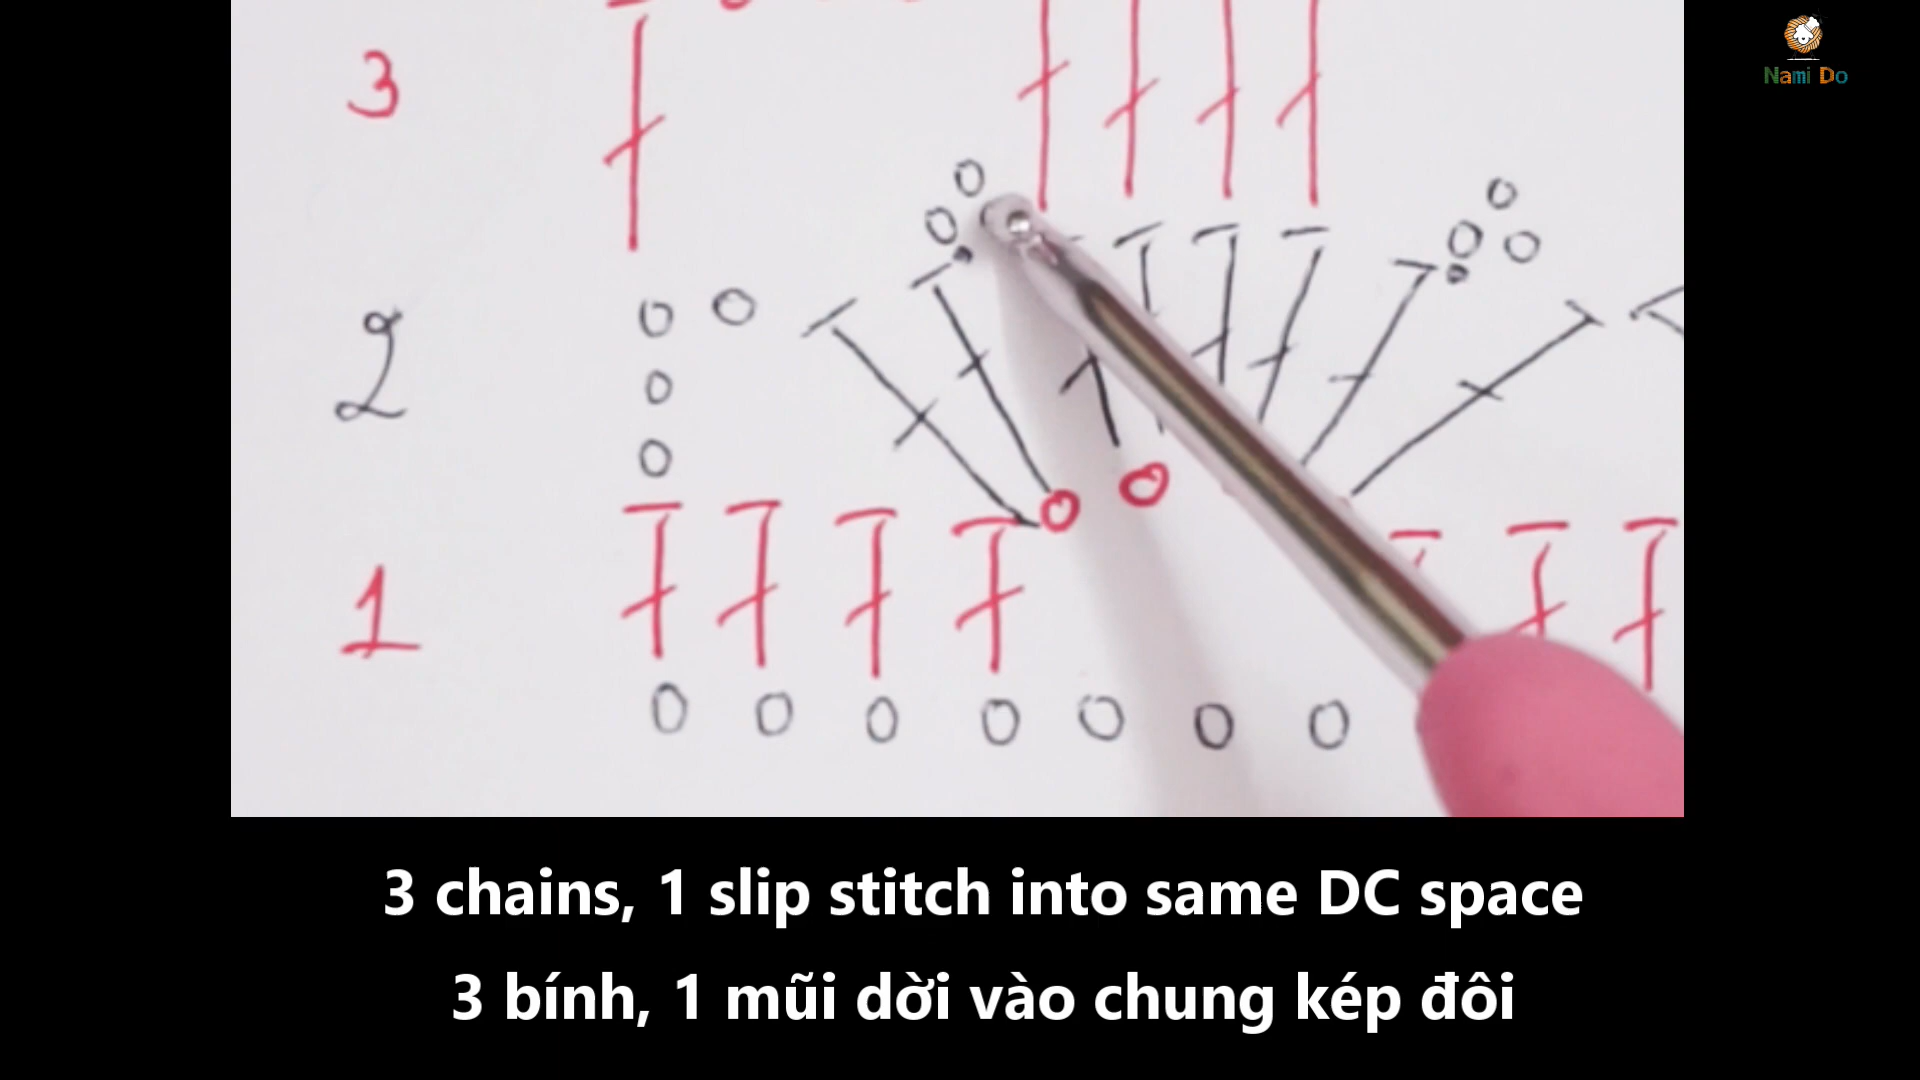 Nami Do
3
2
1
3 chains, 1 slip stitch into same DC space
3 bính, 1 mũi dời vào chung kép đôi